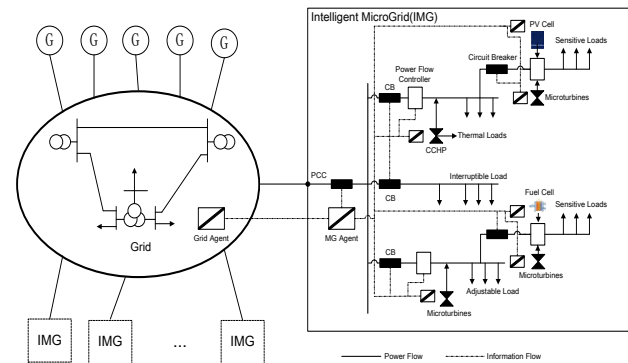 Intelligent MicroGrid(IMG)
G
G
G
G
G
PV Cell
Sensitive Loads
Circuit Breaker
Power Flow
Controller
CB
Microturbines
Thermal Loads
CCHP
PCC
Interruptible Load
CB
Fuel Cell
Sensitive Loads
Grid
Grid Agent
MG Agent
CB
Microturbines
Adjustable Load
Microturbines
IMG
IMG
...
IMG
Power Flow
Information Flow